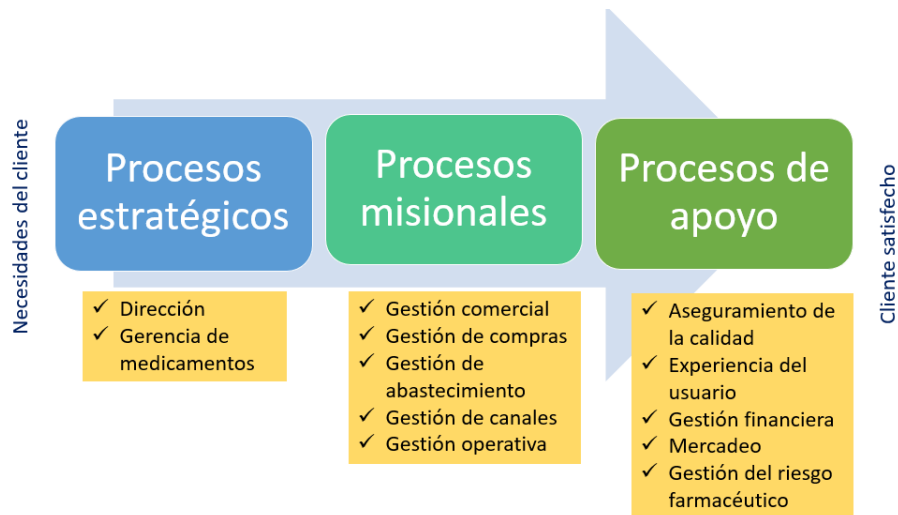 Necesidades del cliente
Procesos
estratégicos
✓ Dirección
✓ Gerencia de
medicamentos
Procesos
misionales
✓ Gestión comercial
✓ Gestión de compras
✓ Gestión de
abastecimiento
✓ Gestión de canales
✓ Gestión operativa
Procesos de
apoyo
✓ Aseguramiento de
la calidad
✓ Experiencia del
usuario
✓ Gestión financiera
✓ Mercadeo
✓ Gestión del riesgo
farmacéutico
Cliente satisfecho